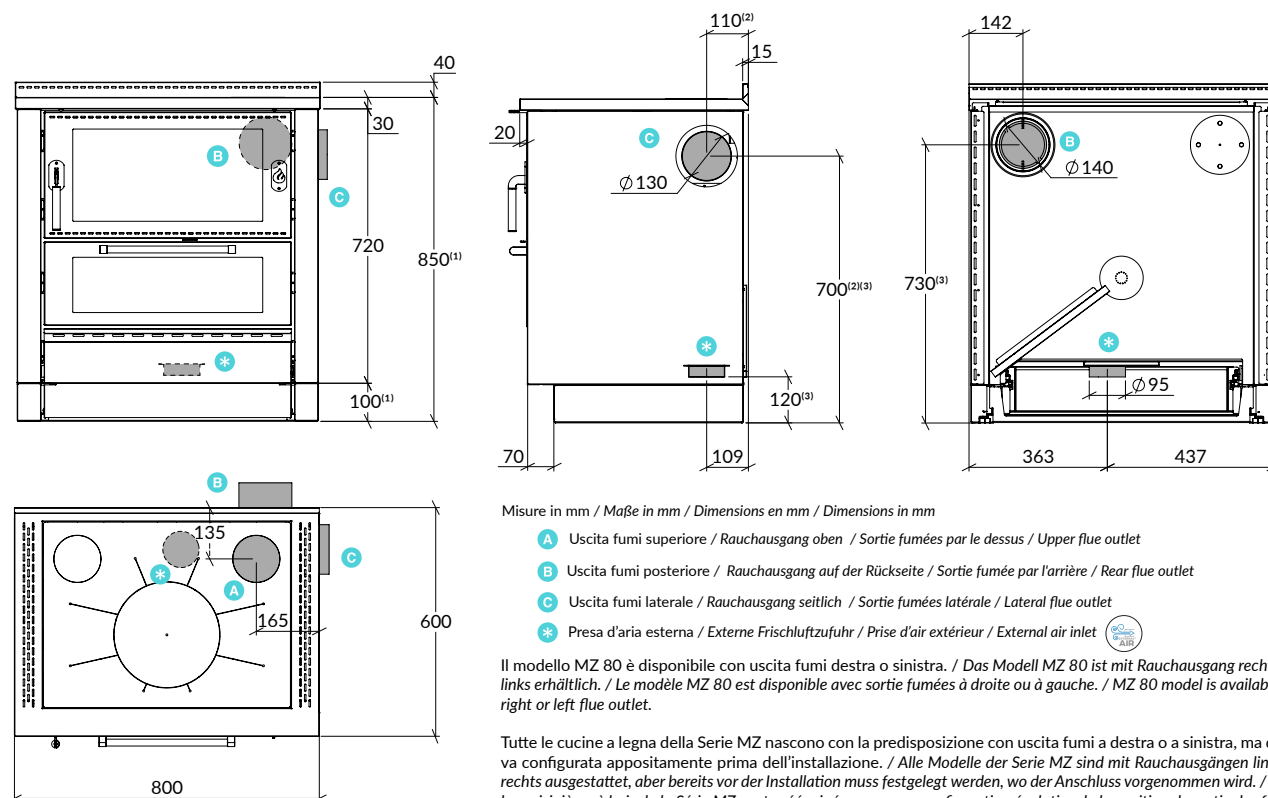 40
30
B
C
720
850(1)
100(1)
*
110(2)
15
20
C
Ø 130
700(2)(3)
*
120(3)
70
109
142
B
Ø 140
730(3)
*
Ø 95
363
437
B
135
C
*
A
165
600
800
Misure in mm / Maße in mm / Dimensions en mm / Dimensions in mm
A Uscita fumi superiore / Rauchausgang oben / Sortie fumées par le dessus / Upper flue outlet
B Uscita fumi posteriore / Rauchausgang auf der Rückseite / Sortie fumée par l'arrière / Rear flue outlet
C Uscita fumi laterale / Rauchausgang seitlich / Sortie fumées latérale / Lateral flue outlet
* Presa d’aria esterna / Externe Frischluftzufuhr / Prise d’air extérieur / External air inlet
AIR
Il modello MZ 80 è disponibile con uscita fumi destra o sinistra. / Das Modell MZ 80 ist mit Rauchausgang rech
links erhältlich. / Le modèle MZ 80 est disponible avec sortie fumées à droite ou à gauche. / MZ 80 model is availab
right or left flue outlet.
Tutte le cucine a legna della Serie MZ nascono con la predisposizione con uscita fumi a destra o a sinistra, ma
va configurata appositamente prima dell’installazione. / Alle Modelle der Serie MZ sind mit Rauchausgängen lin
rechts ausgestattet, aber bereits vor der Installation muss festgelegt werden, wo der Anschluss vorgenommen wird. /